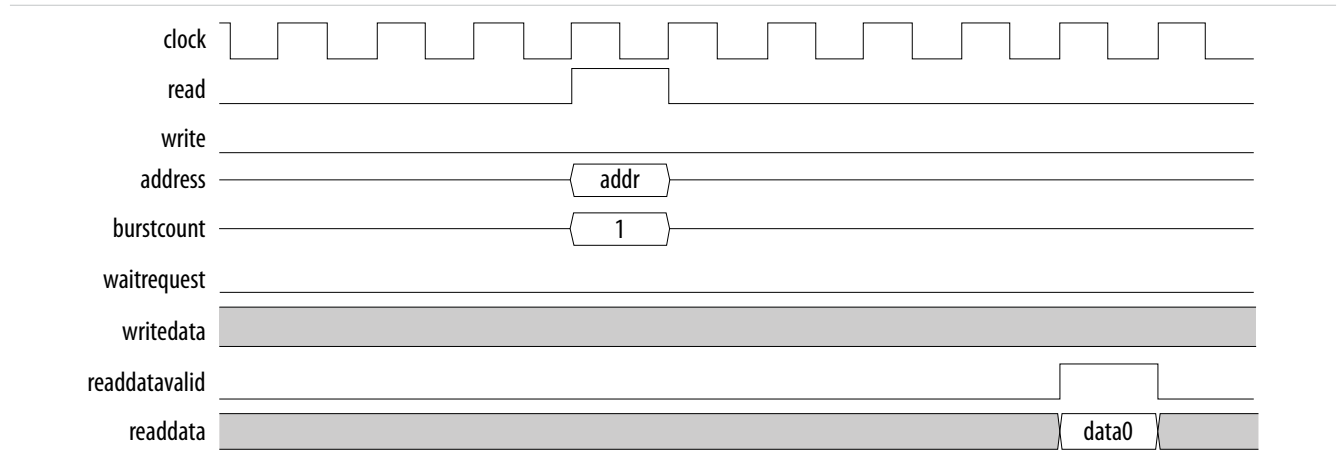 clock
read
write
address addr
burstcount 1
waitrequest
writedata
readdatavalid
readdata data0